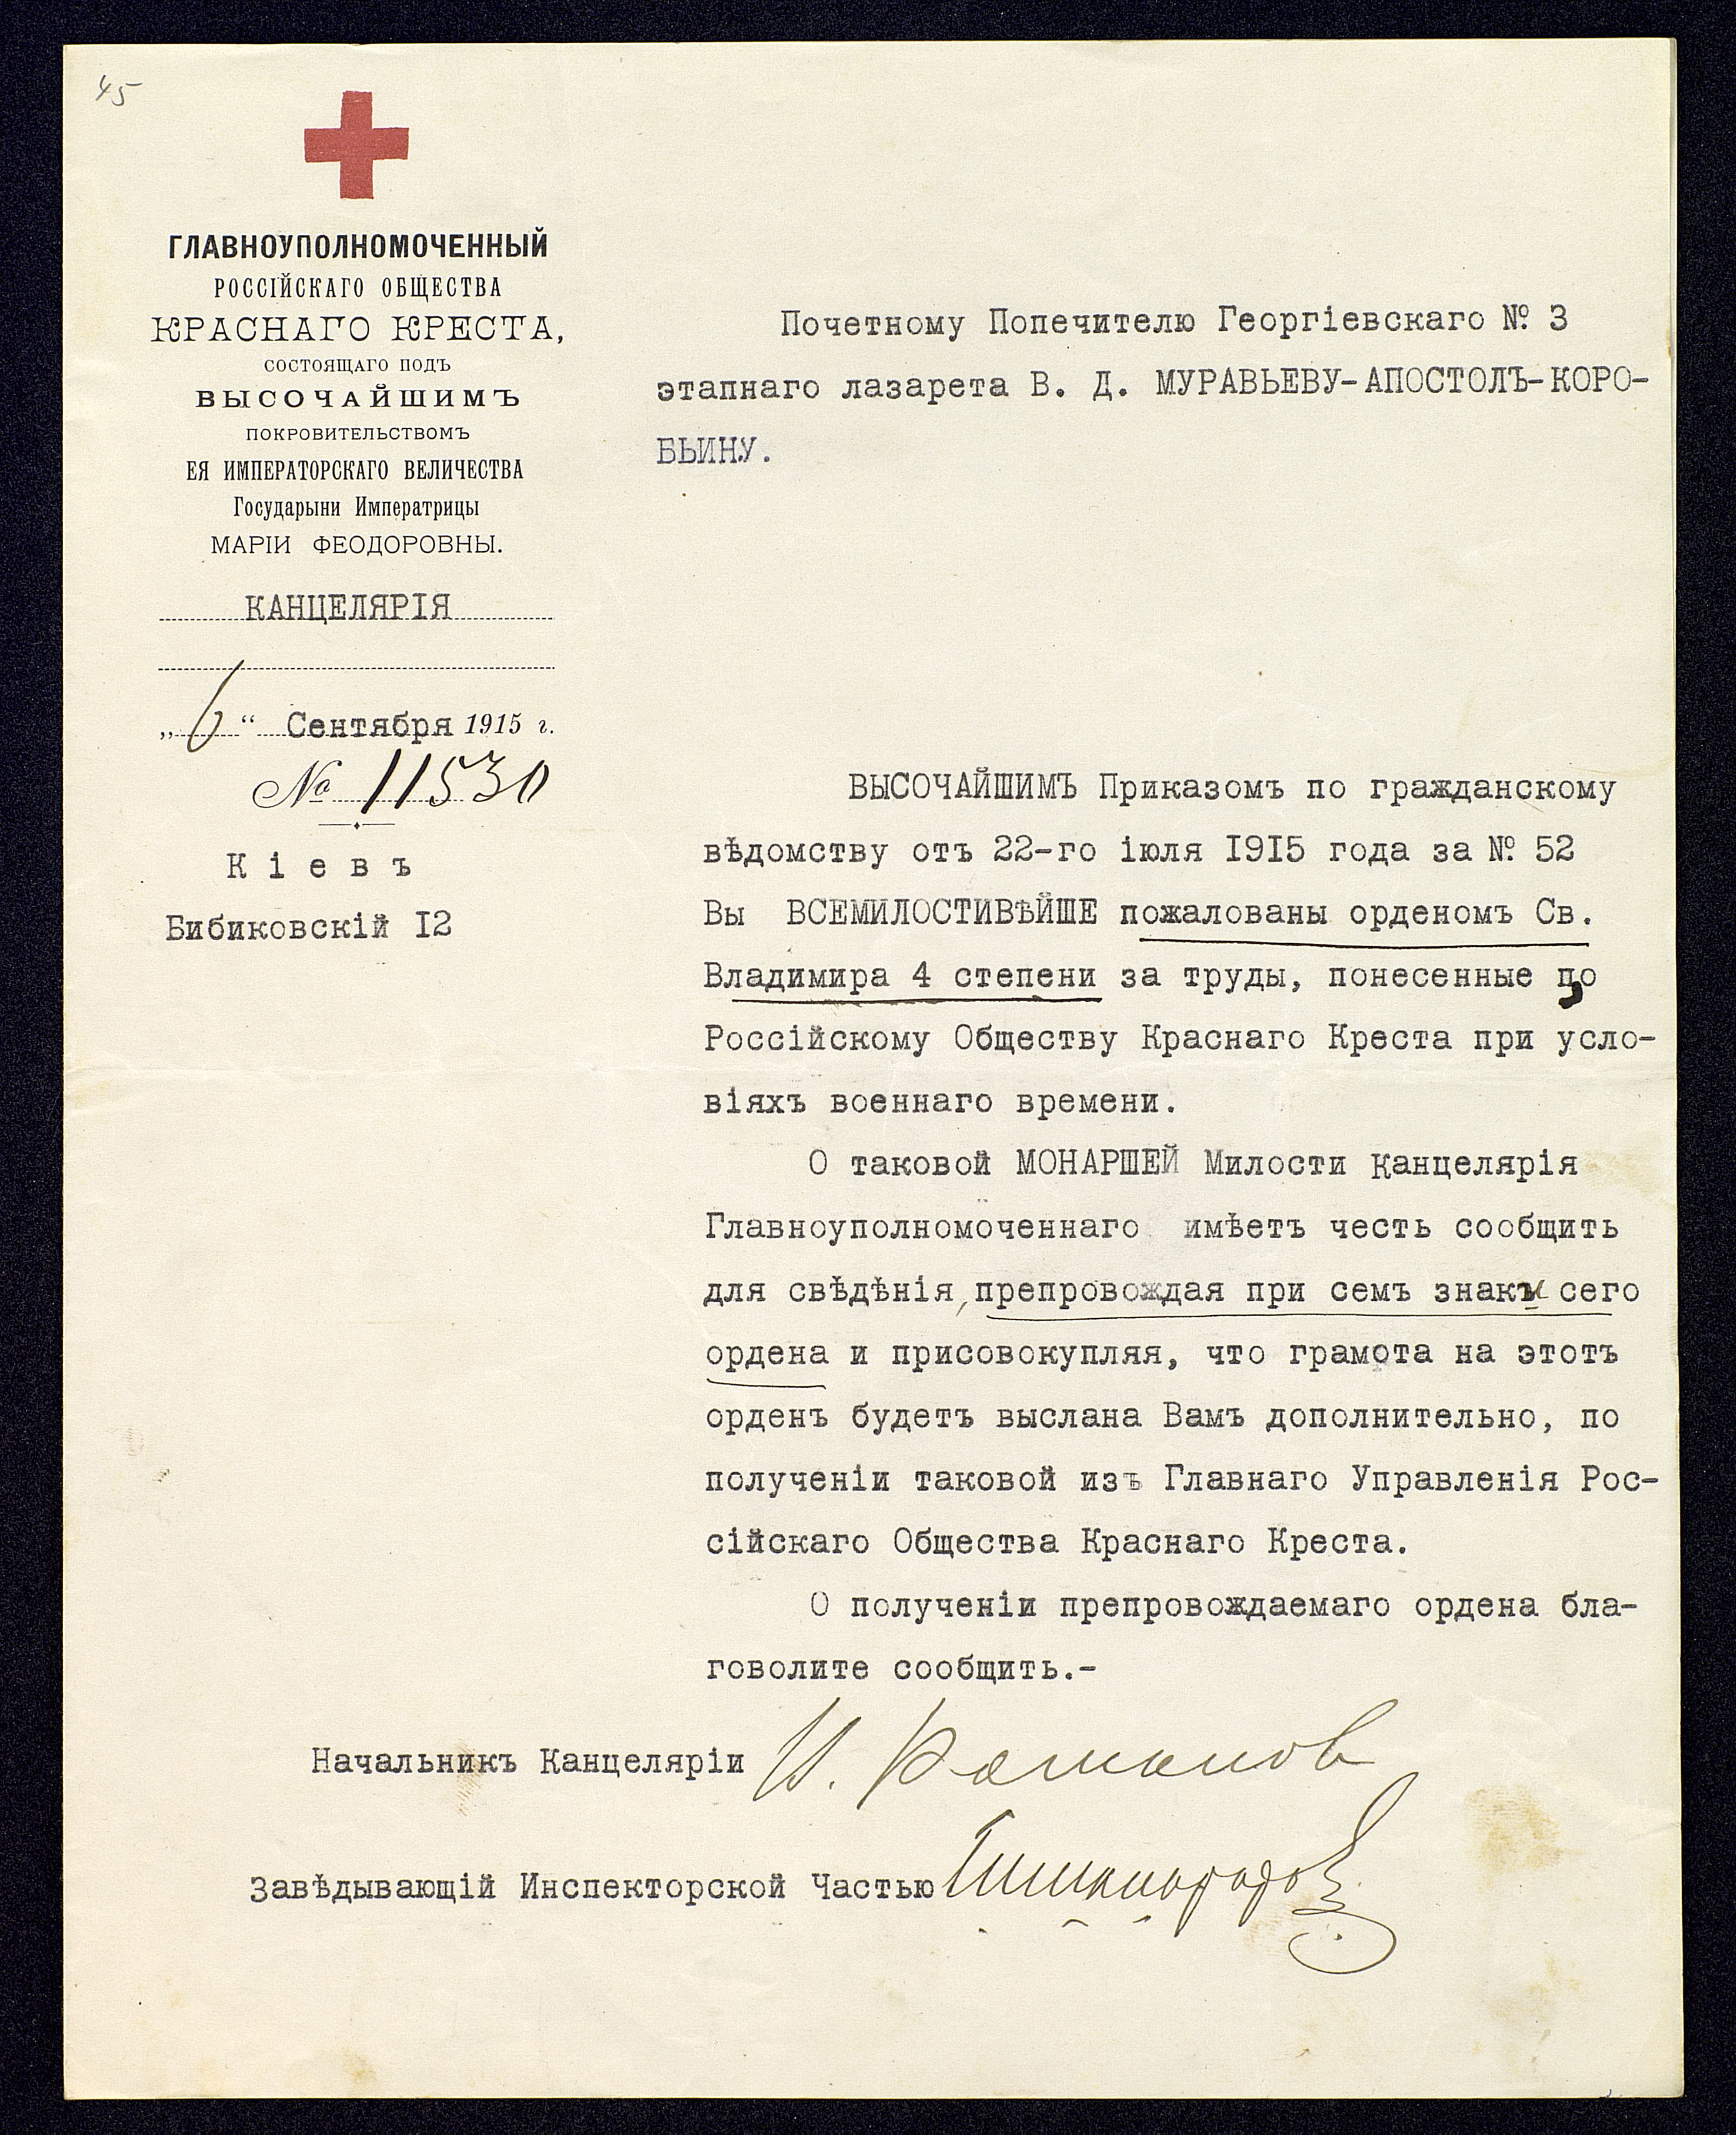 45
ГЛАВНОУПОЛНОМОЧЕННЫЙ
РОССІЙСКАГО ОБЩЕСТВА
КРАСНАГО КРЕСТА,
СОСТОЯЩАГО ПОДЪ
ВЫСОЧАЙШИМЪ
ПОКРОВИТЕЛЬСТВОМЪ
ЕЯ ИМПЕРАТОРСКАГО ВЕЛИЧЕСТВА
Государыни Императрицы
МАРІИ ФЕОДОРОВНЫ.
КАНЦЕЛЯРІЯ
„6“ Сентября 1915 г.
№ 11530
Кіевъ
Бибиковскій I2
Почетному Попечителю Георгіевскаго № 3
этапнаго лазарета В. Д. МУРАВЬЕВУ-АПОСТОЛЪ-КОРО-
БЬИНУ.
ВЫСОЧАЙШИМЪ Приказомъ по гражданскому
вѣдомству отъ 22-го іюля I9I5 года за № 52
Вы ВСЕМИЛОСТИВѢЙШЕ пожалованы орденомъ Св.
Владимира 4 степени за труды, понесенные по
Россійскому Обществу Краснаго Креста при усло-
віяхъ военнаго времени.
О таковой МОНАРШЕЙ Милости Канцелярія
Главноуполномоченнаго имѣетъ честь сообщить
для свѣдѣнія, препровождая при семъ знаки сего
ордена и присовокупляя, что грамота на этотъ
орденъ будетъ выслана Вамъ дополнительно, по
полученіи таковой изъ Главнаго Управленія Рос-
сійскаго Общества Краснаго Креста.
О полученіи препровождаемаго ордена бла-
говолите сообщить.-
Начальникъ Канцеляріи
Завѣдывающій Инспекторской Частью